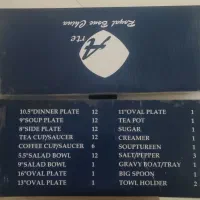 Royal Bone China
Arte
10.5"DINNER PLATE 12
9"SOUP PLATE 12
8"SIDE PLATE 12
TEA CUP/SAUCER 12
COFFEE CUP/SAUCER 6
5.5"SALAD BOWL 12
9"SALAD BOWL 1
16"OVAL PLATE 1
13"OVAL PLATE 1
11"OVAL PLATE 1
TEA POT 1
SUGAR 1
CREAMER 1
SOUPTUREEN 1
SALT/PEPPER 3
GRAVY BOAT/TRAY 1
BIG SPOON 1
TOWL HOLDER 2